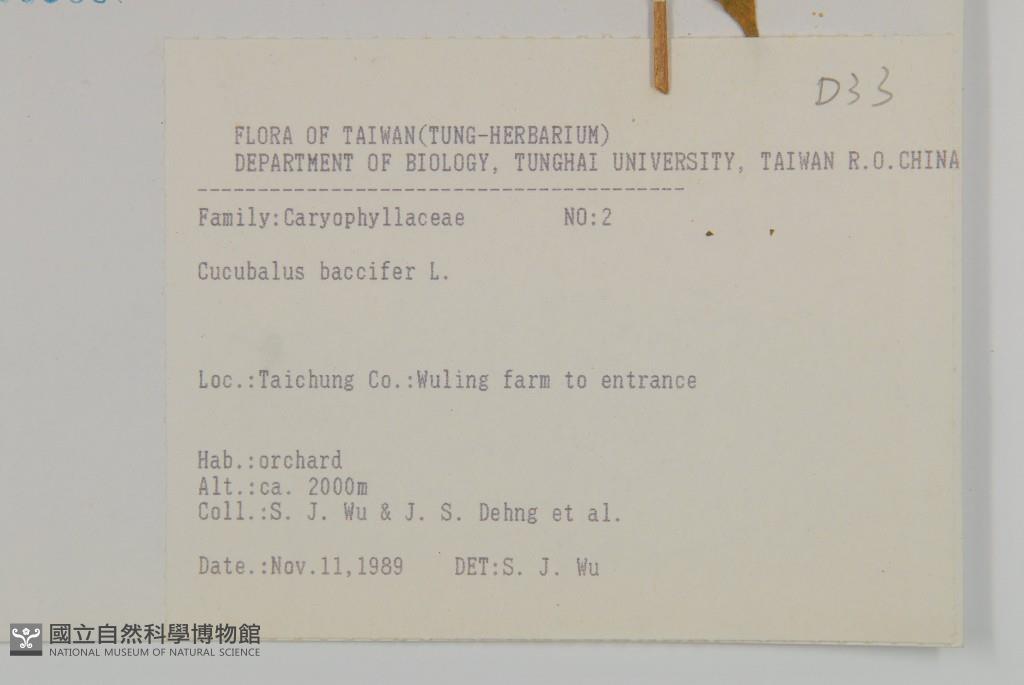 D33
FLORA OF TAIWAN(TUNG-HERBARIUM)
DEPARTMENT OF BIOLOGY, TUNGHAI UNIVERSITY, TAIWAN R.O.CHINA
----------------------------------------
Family:Caryophyllaceae NO:2
Cucubalus baccifer L.
Loc.:Taichung Co.:Wuling farm to entrance
Hab.:orchard
Alt.:ca. 2000m
Coll.:S. J. Wu & J. S. Dehng et al.
Date.:Nov.11,1989 DET:S. J. Wu
國立自然科學博物館
NATIONAL MUSEUM OF NATURAL SCIENCE